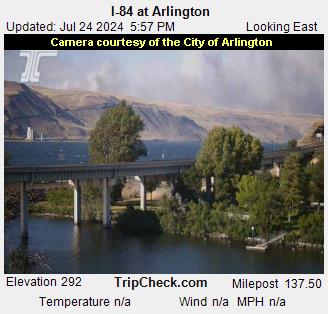 I-84 at Arlington
Updated: Jul 24 2024 5:57 PM Looking East
Camera courtesy of the City of Arlington
Elevation 292 TripCheck.com Milepost 137.50
Temperature n/a Wind n/a MPH n/a